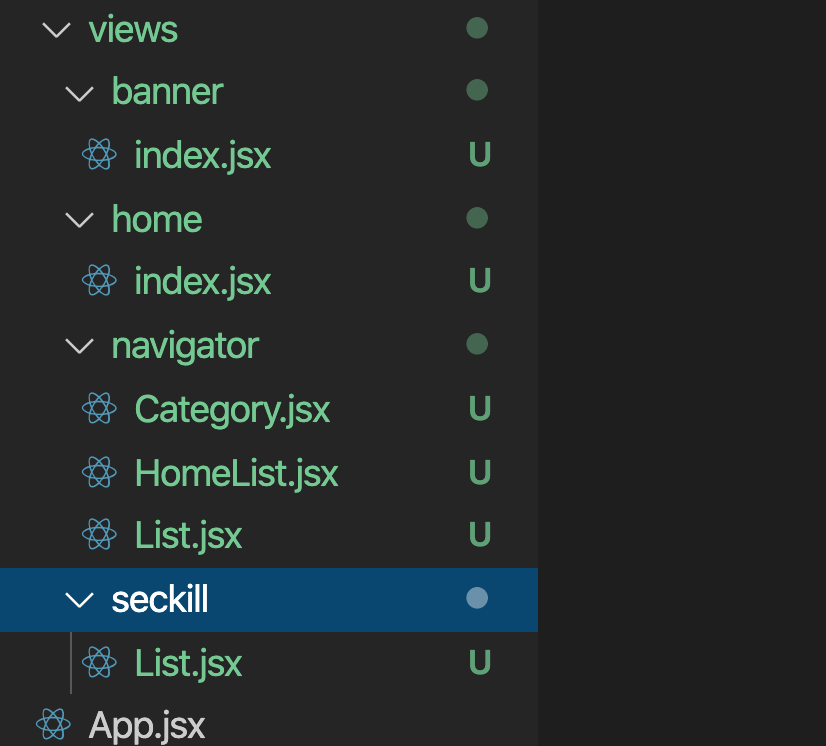 views
banner
index.jsx U
home
index.jsx U
navigator
Category.jsx U
HomeList.jsx U
List.jsx U
seckill
List.jsx U
App.jsx